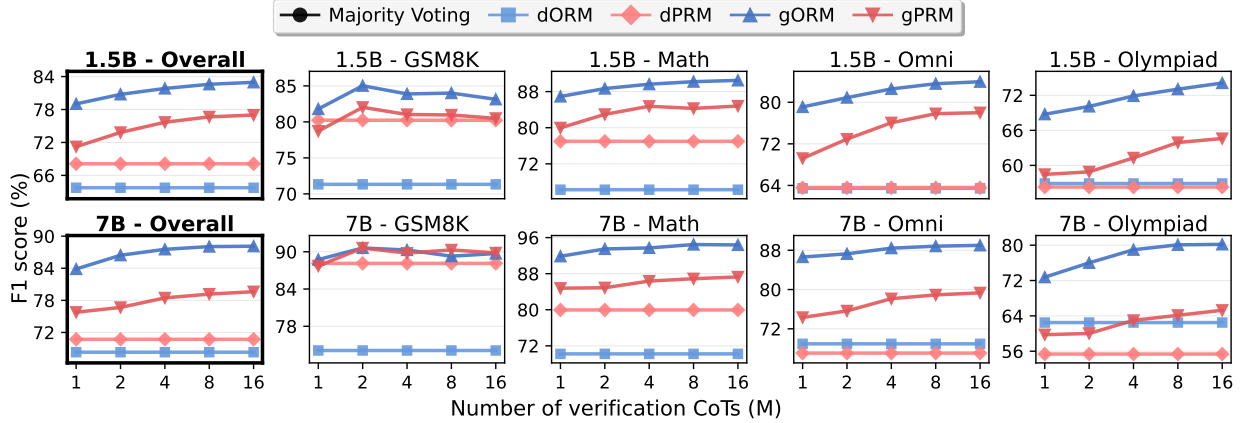 Majority Voting dORM dPRM gORM gPRM
1.5B - Overall 1.5B - GSM8K 1.5B - Math 1.5B - Omni 1.5B - Olympiad
84 78 72 66
85 80 75 70
88 80 72
80 72 64
72 66 60
F1 score (%)
7B - Overall 7B - GSM8K 7B - Math 7B - Omni 7B - Olympiad
90 84 78 72
90 84 78
96 88 80 72
88 80 72
80 72 64 56
1 2 4 8 16 1 2 4 8 16 1 2 4 8 16 1 2 4 8 16 1 2 4 8 16
Number of verification CoTs (M)